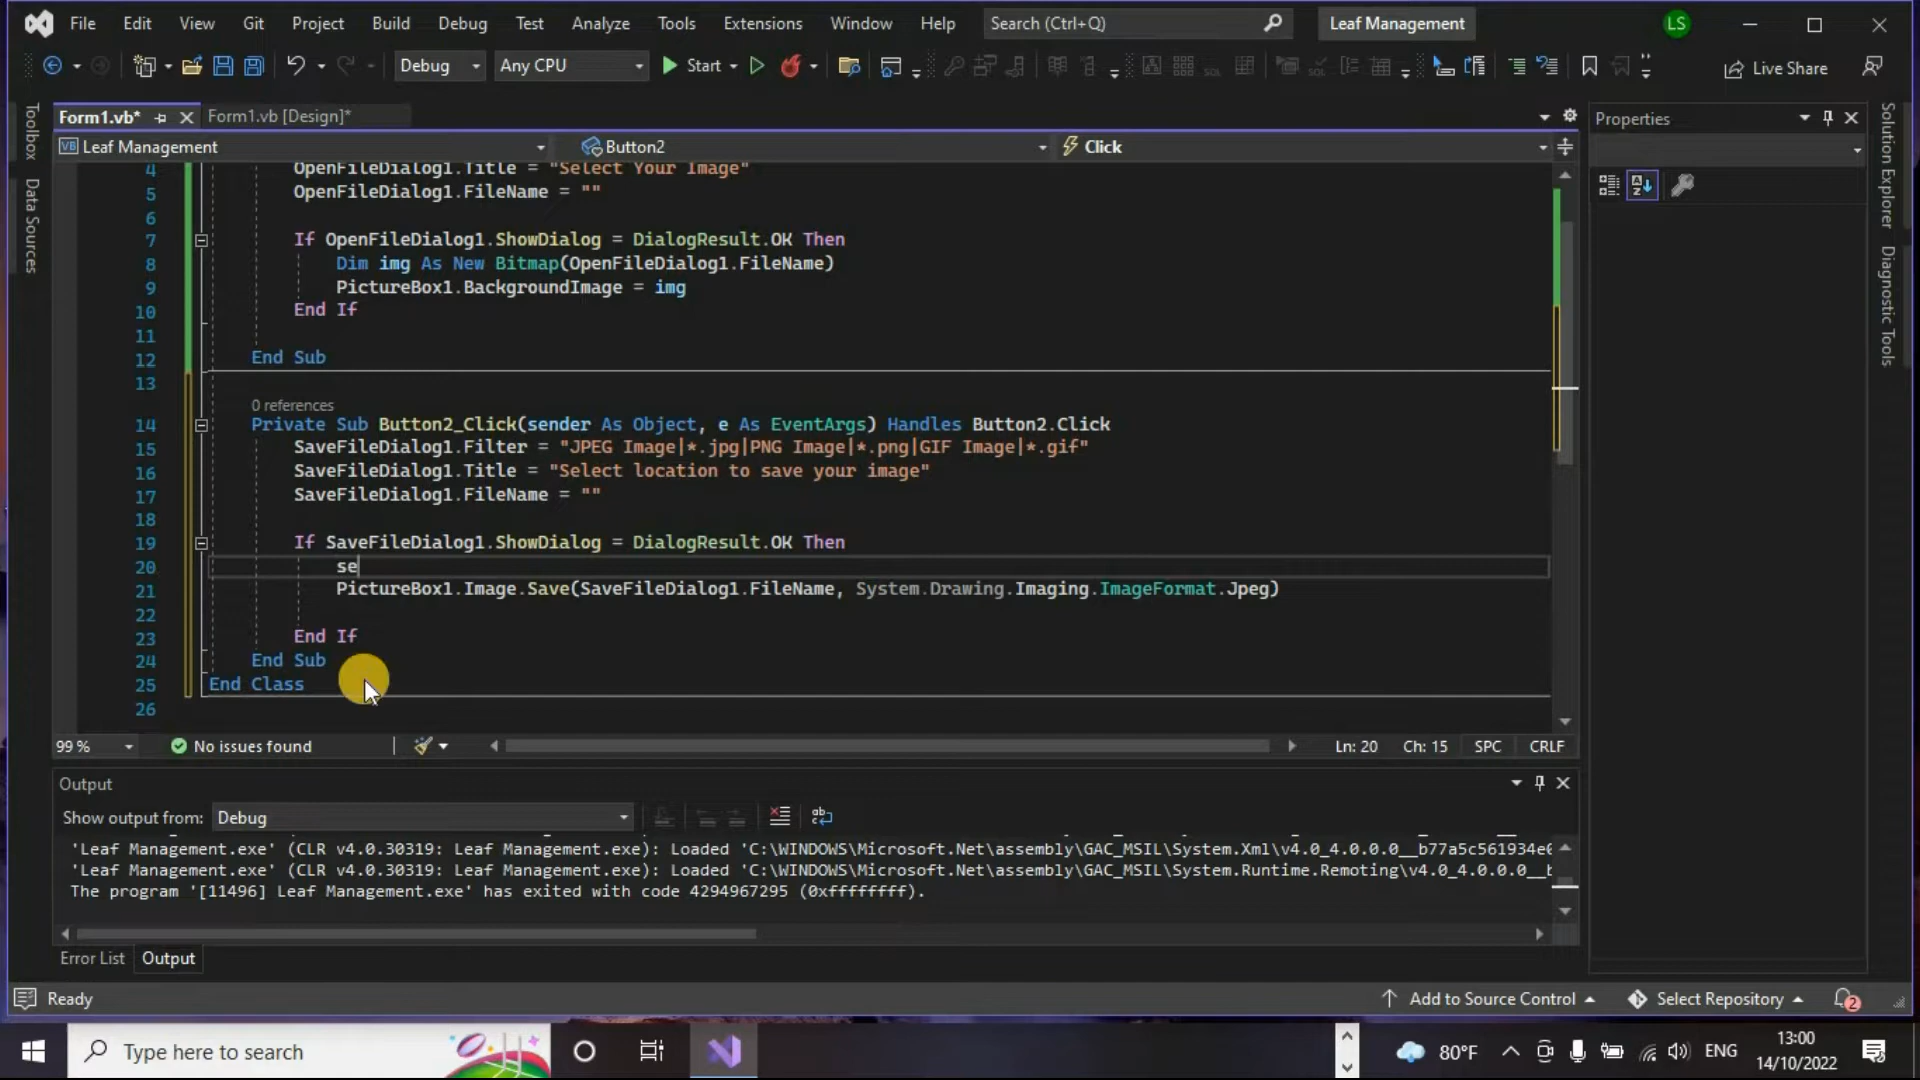 File Edit View Git Project Build Debug Test Analyze Tools Extensions Window Help Search (Ctrl+Q) Leaf Management LS
Debug Any CPU Start Live Share
Form1.vb* Form1.vb [Design]* Properties
Leaf Management Button2 Click
Toolbox
Data Sources
Solution Explorer
Diagnostic Tools
4 OpenFileDialog1.Title = "Select Your Image"
5 OpenFileDialog1.FileName = ""
6
7 If OpenFileDialog1.ShowDialog = DialogResult.OK Then
8 Dim img As New Bitmap(OpenFileDialog1.FileName)
9 PictureBox1.BackgroundImage = img
10 End If
11
12 End Sub
13
0 references
14 Private Sub Button2_Click(sender As Object, e As EventArgs) Handles Button2.Click
15 SaveFileDialog1.Filter = "JPEG Image|*.jpg|PNG Image|*.png|GIF Image|*.gif"
16 SaveFileDialog1.Title = "Select location to save your image"
17 SaveFileDialog1.FileName = ""
18
19 If SaveFileDialog1.ShowDialog = DialogResult.OK Then
20 se
21 PictureBox1.Image.Save(SaveFileDialog1.FileName, System.Drawing.Imaging.ImageFormat.Jpeg)
22
23 End If
24 End Sub
25 End Class
26
99 % No issues found Ln: 20 Ch: 15 SPC CRLF
Output
Show output from: Debug
'Leaf Management.exe' (CLR v4.0.30319: Leaf Management.exe): Loaded 'C:\WINDOWS\Microsoft.Net\assembly\GAC_MSIL\System.Xml\v4.0_4.0.0.0__b77a5c561934e0
'Leaf Management.exe' (CLR v4.0.30319: Leaf Management.exe): Loaded 'C:\WINDOWS\Microsoft.Net\assembly\GAC_MSIL\System.Runtime.Remoting\v4.0_4.0.0.0__b
The program '[11496] Leaf Management.exe' has exited with code 4294967295 (0xffffffff).
Error List Output
Ready Add to Source Control Select Repository 2
Type here to search 80°F ENG 13:00
14/10/2022